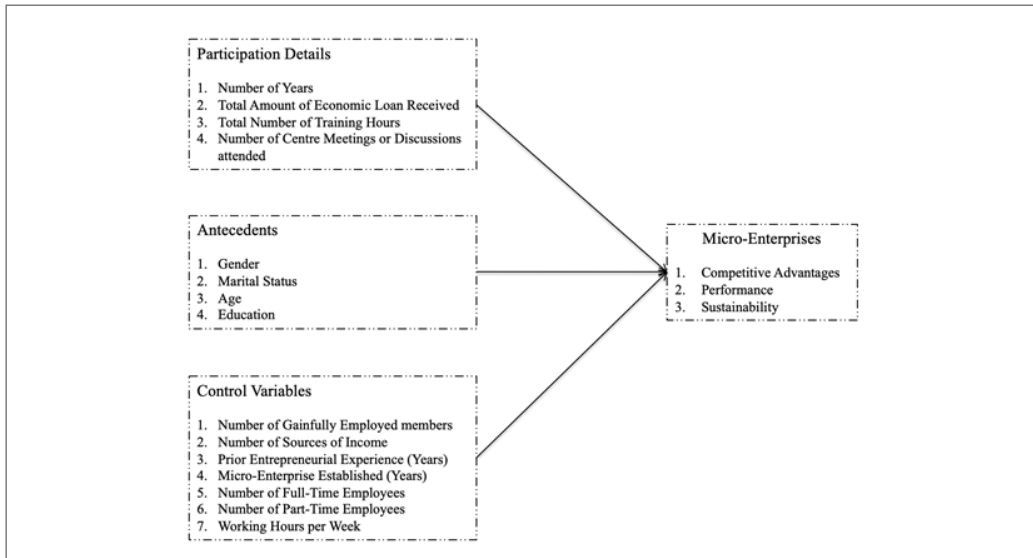 Participation Details
1. Number of Years
2. Total Amount of Economic Loan Received
3. Total Number of Training Hours
4. Number of Centre Meetings or Discussions
attended
Antecedents
1. Gender
2. Marital Status
3. Age
4. Education
Control Variables
1. Number of Gainfully Employed members
2. Number of Sources of Income
3. Prior Entrepreneurial Experience (Years)
4. Micro-Enterprise Established (Years)
5. Number of Full-Time Employees
6. Number of Part-Time Employees
7. Working Hours per Week
Micro-Enterprises
1. Competitive Advantages
2. Performance
3. Sustainability